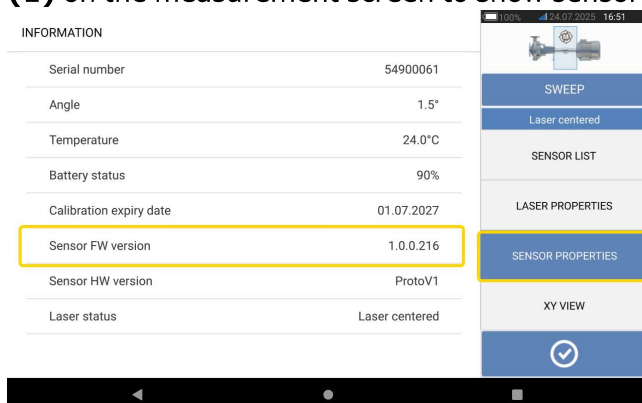 (1) on the measurement screen to show sensor
INFORMATION
Serial number 54900061
Angle 1.5°
Temperature 24.0°C
Battery status 90%
Calibration expiry date 01.07.2027
Sensor FW version 1.0.0.216
Sensor HW version ProtoV1
Laser status Laser centered
100% 24.07.2025 16:51
SWEEP
Laser centered
SENSOR LIST
LASER PROPERTIES
SENSOR PROPERTIES
XY VIEW